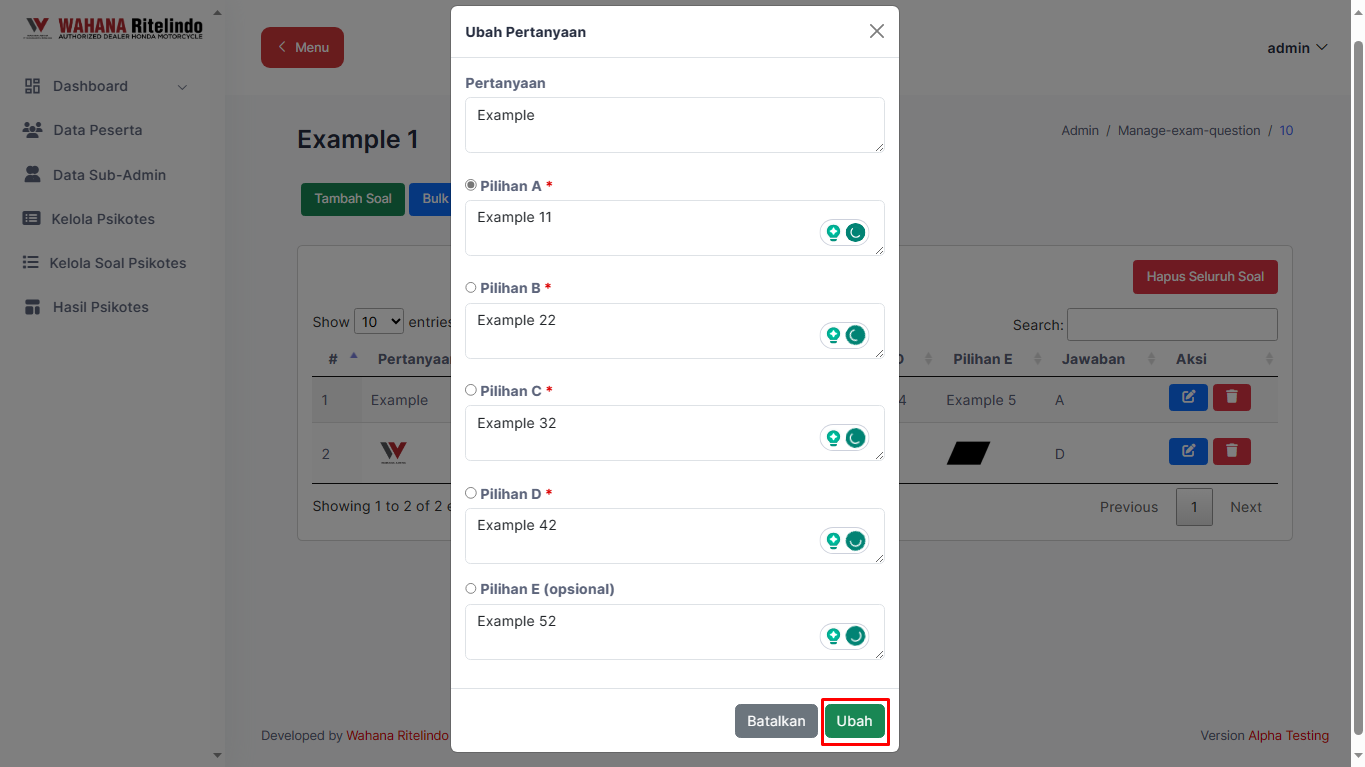 WAHANA Ritelindo
AUTHORIZED DEALER HONDA MOTORCYCLE
Menu
admin
Dashboard
Data Peserta
Data Sub-Admin
Kelola Psikotes
Kelola Soal Psikotes
Hasil Psikotes
Example 1
Admin / Manage-exam-question / 10
Tambah Soal
Bulk
Hapus Seluruh Soal
Show 10 entries
Search:
# Pertanyaan
Pilihan E Jawaban Aksi
1 Example
4 Example 5 A
2
D
Showing 1 to 2 of 2 e
Previous 1 Next
Developed by Wahana Ritelindo
Version Alpha Testing
Ubah Pertanyaan
Pertanyaan
Example
Pilihan A *
Example 11
Pilihan B *
Example 22
Pilihan C *
Example 32
Pilihan D *
Example 42
Pilihan E (opsional)
Example 52
Batalkan
Ubah